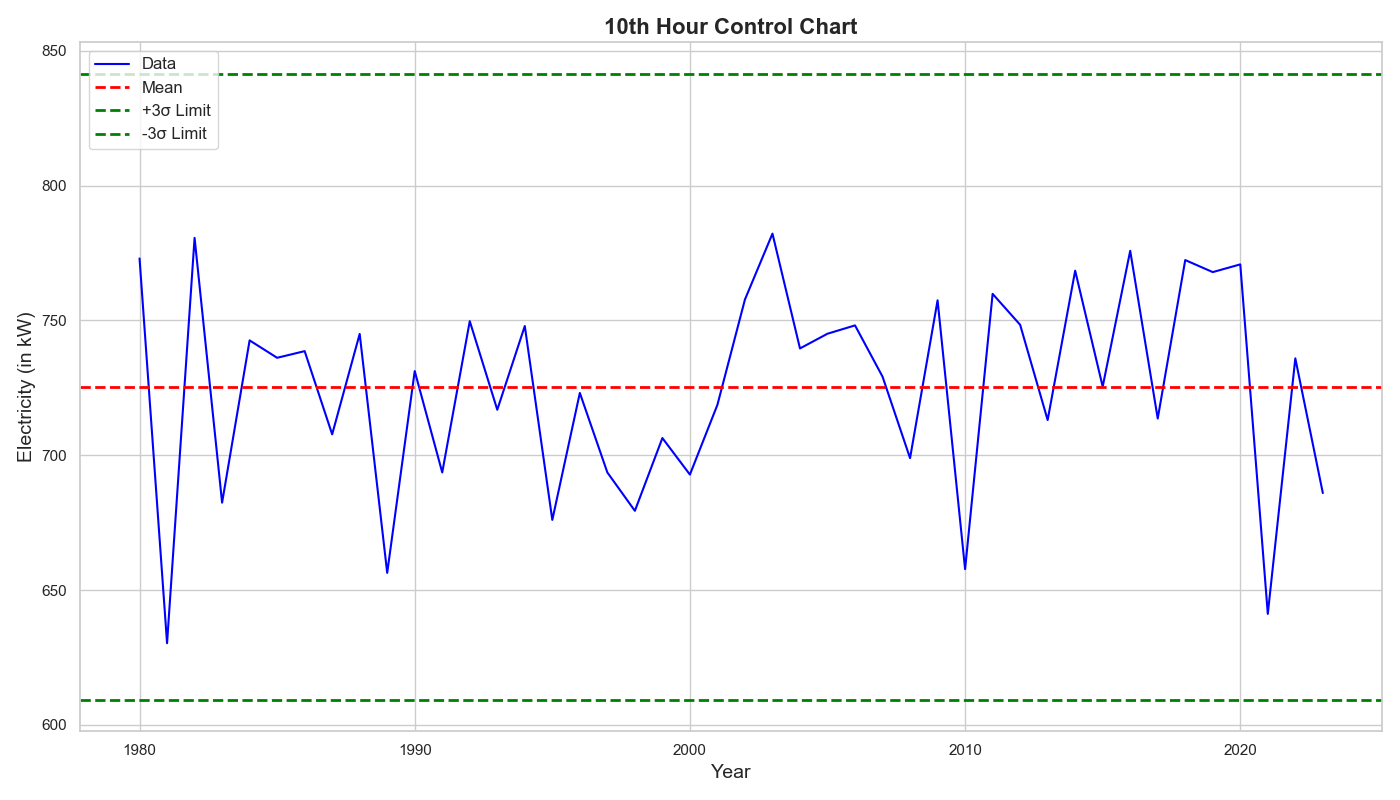 10th Hour Control Chart
Data
Mean
+3σ Limit
-3σ Limit
Electricity (in kW)
850
800
750
700
650
600
1980
1990
2000
2010
2020
Year